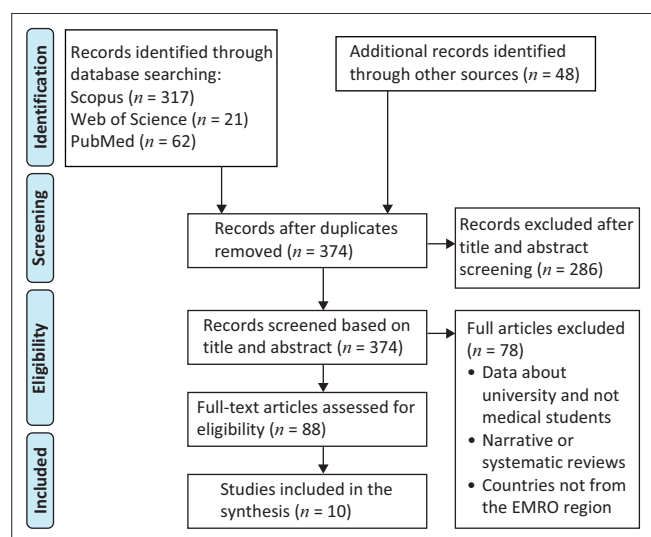 Identification
Records identified through
database searching:
Scopus (n = 317)
Web of Science (n = 21)
PubMed (n = 62)
Additional records identified
through other sources (n = 48)
Screening
Records after duplicates
removed (n = 374)
Records excluded after
title and abstract
screening (n = 286)
Eligibility
Records screened based on
title and abstract (n = 374)
Full articles excluded
(n = 78)
• Data about
university and not
medical students
• Narrative or
systematic reviews
• Countries not from
the EMRO region
Full-text articles assessed for
eligibility (n = 88)
Included
Studies included in the
synthesis (n = 10)